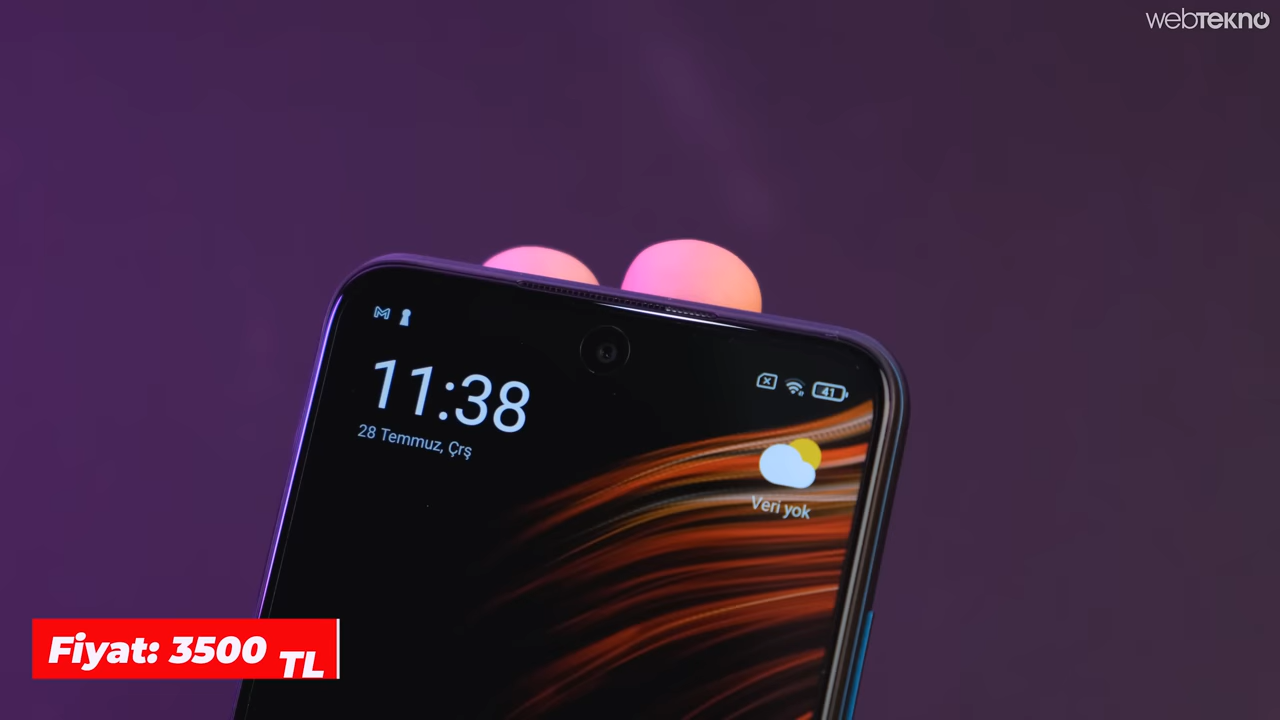 webTEKNO
11:38
41
28 Temmuz, Çrş
Veri yok
Fiyat: 3500 TL